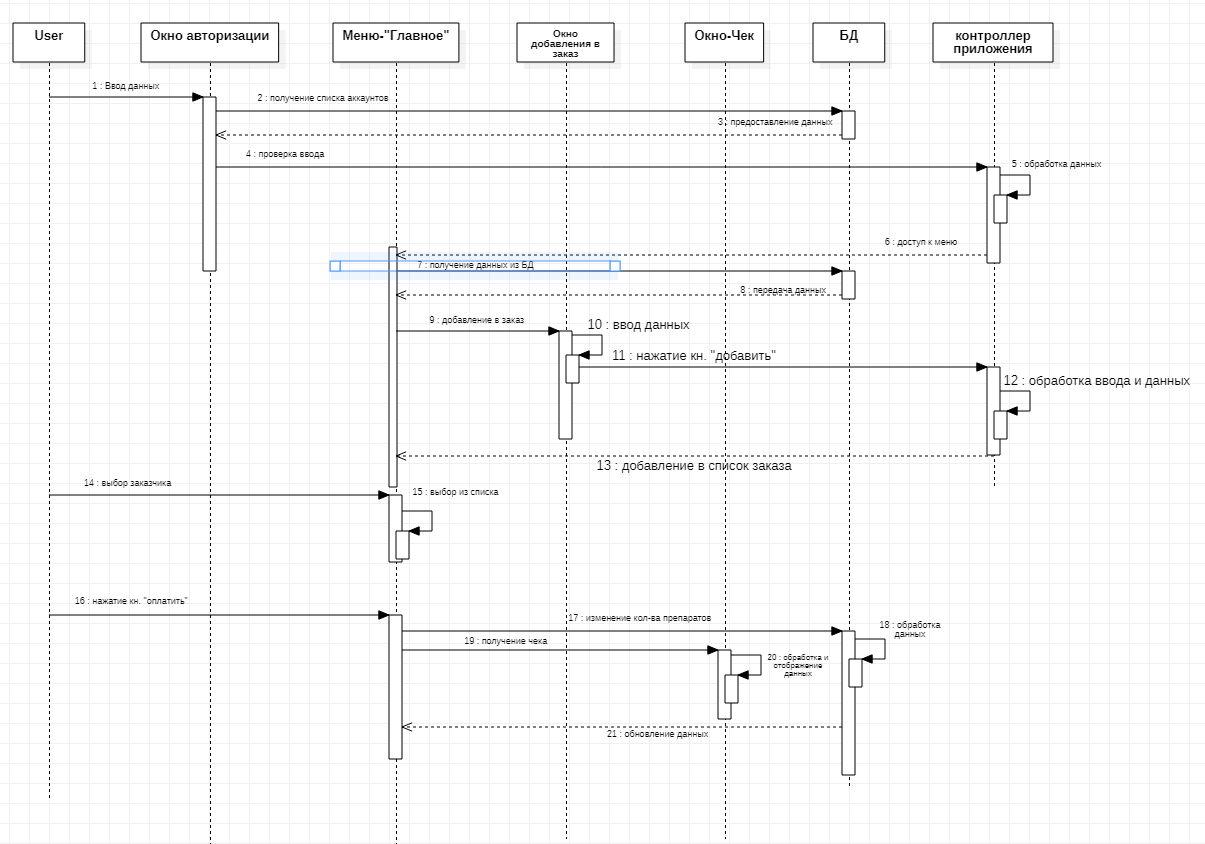 User
Окно авторизации
Меню-"Главное"
Окно
добавления в
заказ
Окно-Чек
БД
контроллер
приложения
1 : Ввод данных
2 : получение списка аккаунтов
3 : предоставление данных
4 : проверка ввода
5 : обработка данных
6 : доступ к меню
7 : получение данных из БД
8 : передача данных
9 : добавление в заказ
10 : ввод данных
11 : нажатие кн. "добавить"
12 : обработка ввода и данных
13 : добавление в список заказа
14 : выбор заказчика
15 : выбор из списка
16 : нажатие кн. "оплатить"
17 : изменение кол-ва препаратов
18 : обработка
данных
19 : получение чека
20 : обработка и
отображение
данных
21 : обновление данных